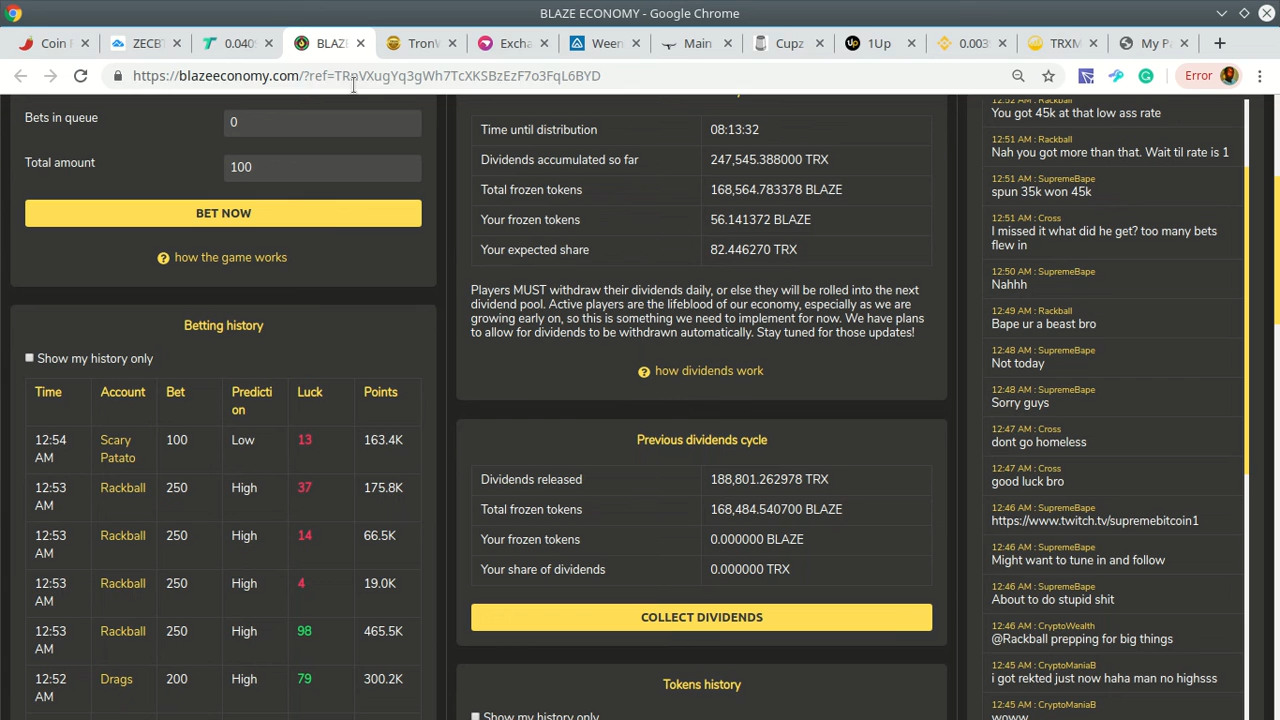 BLAZE ECONOMY - Google Chrome
Coin
ZECBT
0.040
BLAZE
TronW
Excha
Ween
Main
Cupz
1Up
0.003
TRXM
My P
https://blazeeconomy.com/?ref=TRnVXugYq3gWh7TcXKSBzEzF7o3FqL6BYD
Error
Bets in queue
0
Total amount
100
BET NOW
how the game works
Betting history
Show my history only
Time Account Bet Predicti Luck Points
on
12:54 Scary 100 Low 13 163.4K
AM Patato
12:53 Rackball 250 High 37 175.8K
AM
12:53 Rackball 250 High 14 66.5K
AM
12:53 Rackball 250 High 4 19.0K
AM
12:53 Rackball 250 High 98 465.5K
AM
12:52 Drags 200 High 79 300.2K
AM
Time until distribution 08:13:32
Dividends accumulated so far 247,545.388000 TRX
Total frozen tokens 168,564.783378 BLAZE
Your frozen tokens 56.141372 BLAZE
Your expected share 82.446270 TRX
Players MUST withdraw their dividends daily, or else they will be rolled into the next
dividend pool. Active players are the lifeblood of our economy, especially as we are
growing early on, so this is something we need to implement for now. We have plans
to allow for dividends to be withdrawn automatically. Stay tuned for those updates!
how dividends work
Previous dividends cycle
Dividends released 188,801.262978 TRX
Total frozen tokens 168,484.540700 BLAZE
Your frozen tokens 0.000000 BLAZE
Your share of dividends 0.000000 TRX
COLLECT DIVIDENDS
Tokens history
Show my history only
12:52 AM : Rackball
You got 45k at that low ass rate
12:51 AM : Rackball
Nah you got more than that. Wait til rate is 1
12:51 AM : SupremeBape
spun 35k won 45k
12:51 AM : Cross
I missed it what did he get? too many bets
flew in
12:50 AM : SupremeBape
Nahhh
12:49 AM : Rackball
Bape ur a beast bro
12:48 AM : SupremeBape
Not today
12:48 AM : SupremeBape
Sorry guys
12:47 AM : Cross
dont go homeless
12:47 AM : Cross
good luck bro
12:46 AM : SupremeBape
https://www.twitch.tv/supremebitcoin1
12:46 AM : SupremeBape
Might want to tune in and follow
12:46 AM : SupremeBape
About to do stupid shit
12:46 AM : CryptoWealth
@Rackball prepping for big things
12:45 AM : CryptoManiaB
i got rekted just now haha man no highsss
12:45 AM : CryptoManiaB
woww